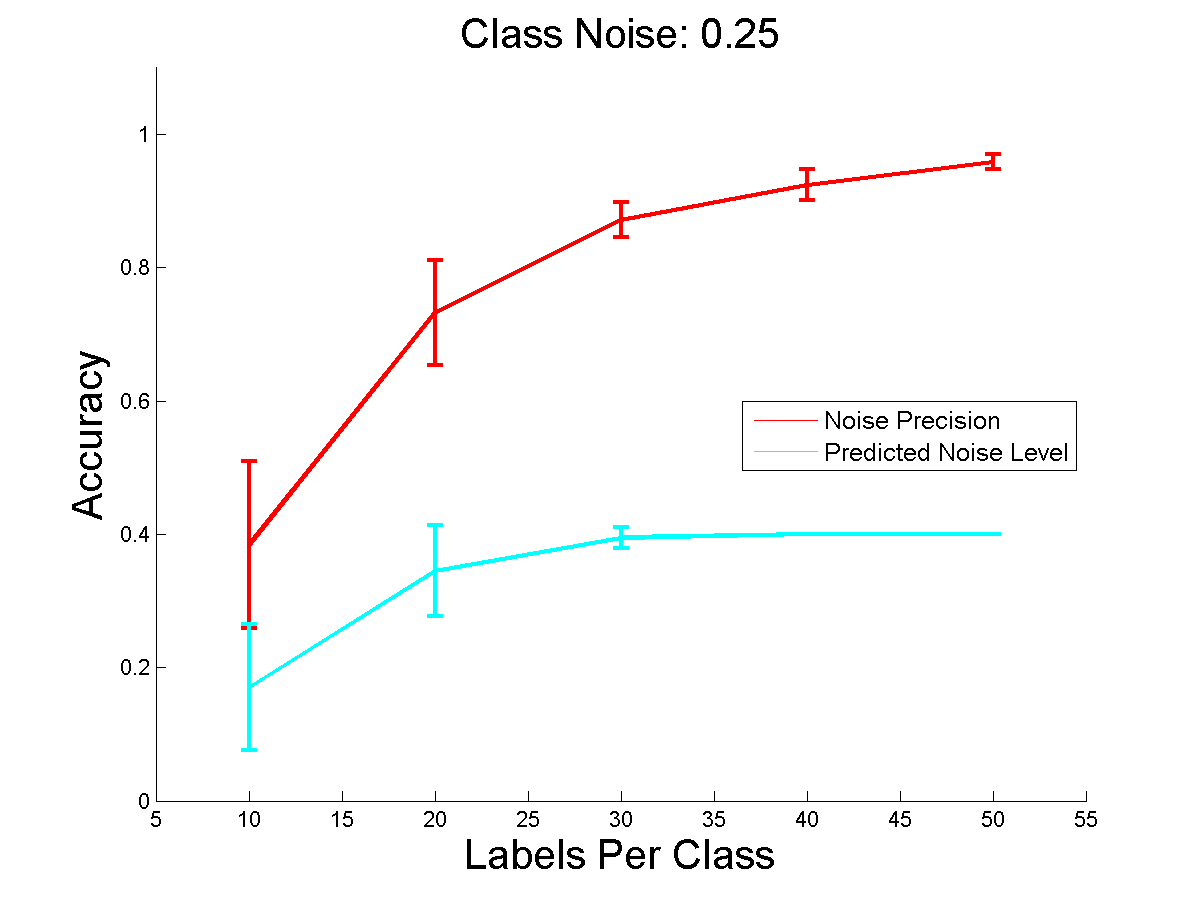 Class Noise: 0.25
Accuracy
1
0.8
0.6
0.4
0.2
0
Noise Precision
Predicted Noise Level
5 10 15 20 25 30 35 40 45 50 55
Labels Per Class